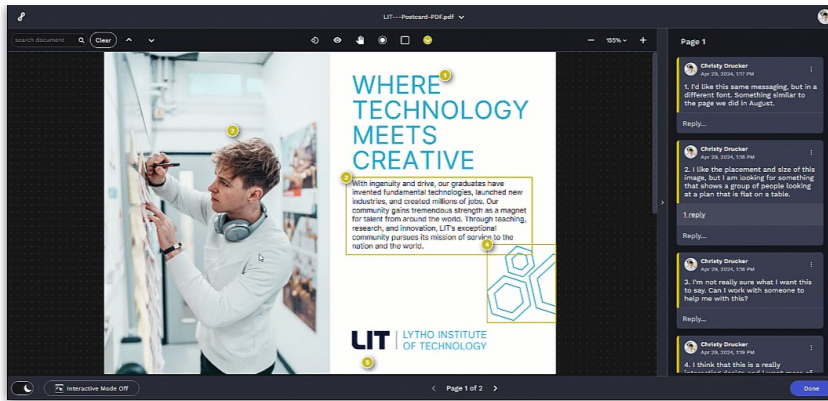 LIT---Postcard-PDF.pdf
search document
Clear
155%
Page 1
WHERE
TECHNOLOGY
MEETS
CREATIVE
1
2
3
With ingenuity and drive, our graduates have
invented fundamental technologies, launched new
industries, and created millions of jobs. Our
community gains tremendous strength as a magnet
for talent from around the world. Through teaching,
research, and innovation, LIT's exceptional
community pursues its mission of service to the
nation and the world.
4
LIT
LYTHO INSTITUTE
OF TECHNOLOGY
5
Christy Drucker
Apr 29, 2024, 1:17 PM
1. I'd like this same messaging, but in a
different font. Something similar to
the page we did in August.
Reply...
Christy Drucker
Apr 29, 2024, 1:18 PM
2. I like the placement and size of this
image, but I am looking for something
that shows a group of people looking
at a plan that is flat on a table.
1 reply
Reply...
Christy Drucker
Apr 29, 2024, 1:18 PM
3. I'm not really sure what I want this
to say. Can I work with someone to
help me with this?
Reply...
Christy Drucker
Apr 29, 2024, 1:19 PM
4. I think that this is a really
Interactive Mode Off
Page 1 of 2
Done